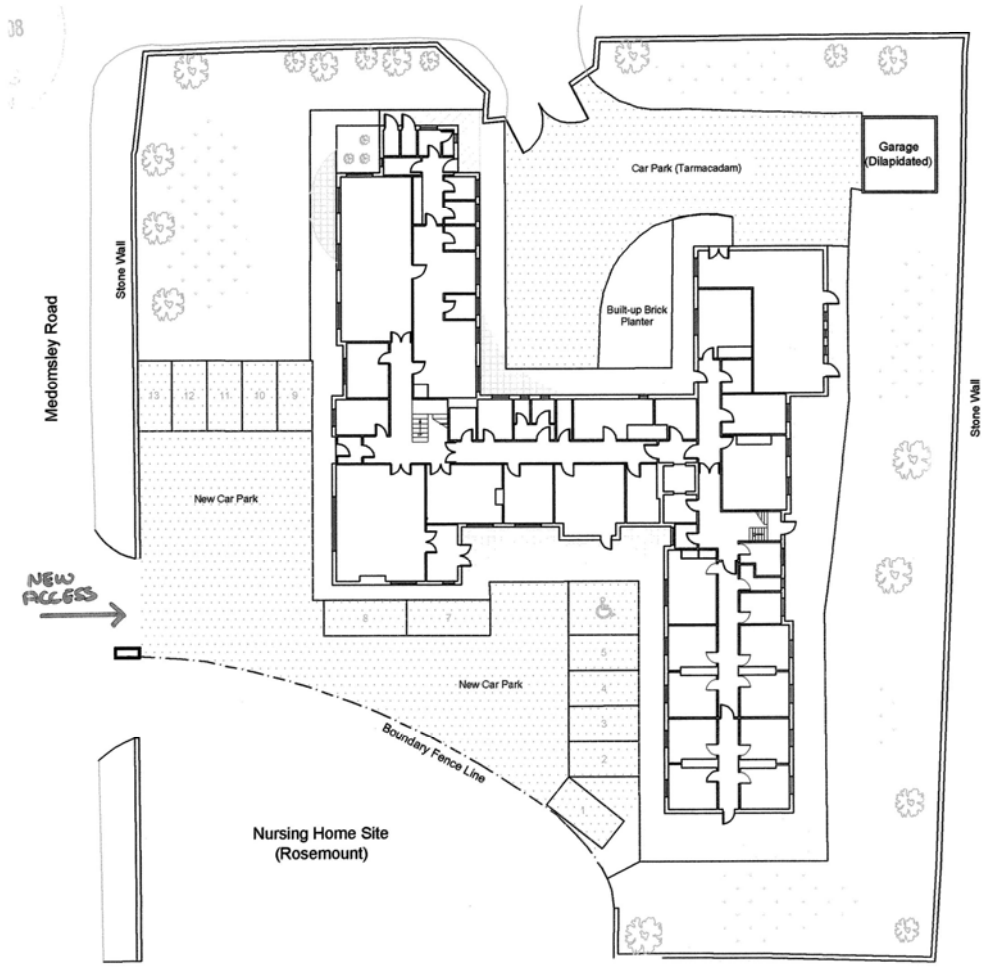 08
Car Park (Tarmacadam)
Garage
(Dilapidated)
Stone Wall
Medomsley Road
Built-up Brick
Planter
13
12
11
10
9
Stone Wall
New Car Park
NEW
ACCESS
8
7
5
4
New Car Park
3
2
Boundary Fence Line
1
Nursing Home Site
(Rosemount)